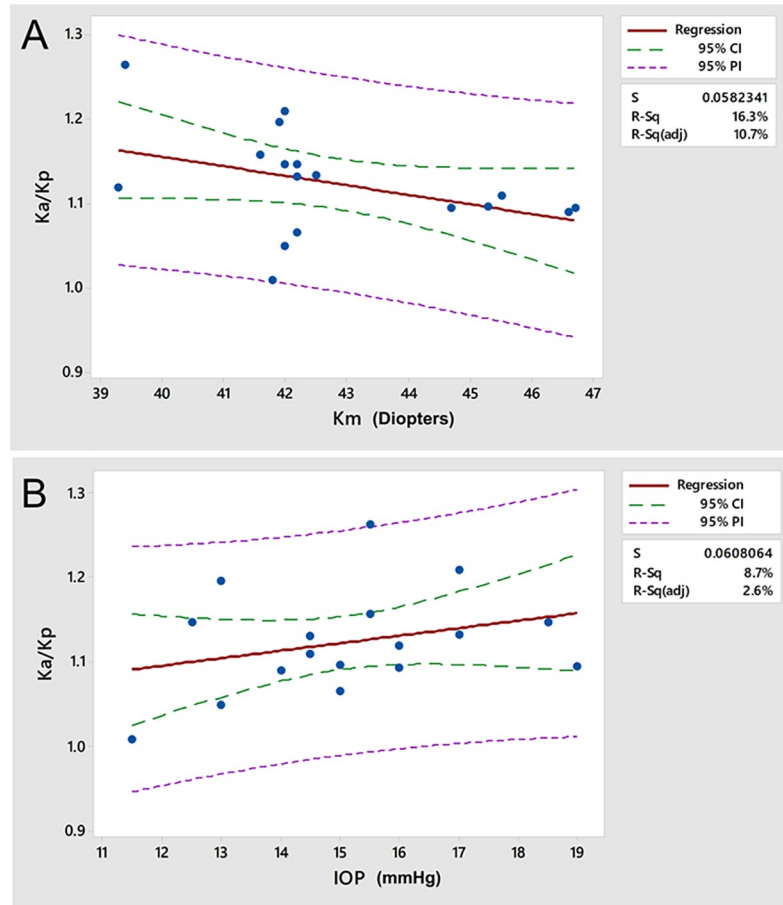 A
Ka/Kp
1.3
1.2
1.1
1.0
0.9
39 40 41 42 43 44 45 46 47
Km (Diopters)
Regression
95% CI
95% PI
S 0.0582341
R-Sq 16.3%
R-Sq(adj) 10.7%
B
Ka/Kp
1.3
1.2
1.1
1.0
0.9
11 12 13 14 15 16 17 18 19
IOP (mmHg)
Regression
95% CI
95% PI
S 0.0608064
R-Sq 8.7%
R-Sq(adj) 2.6%